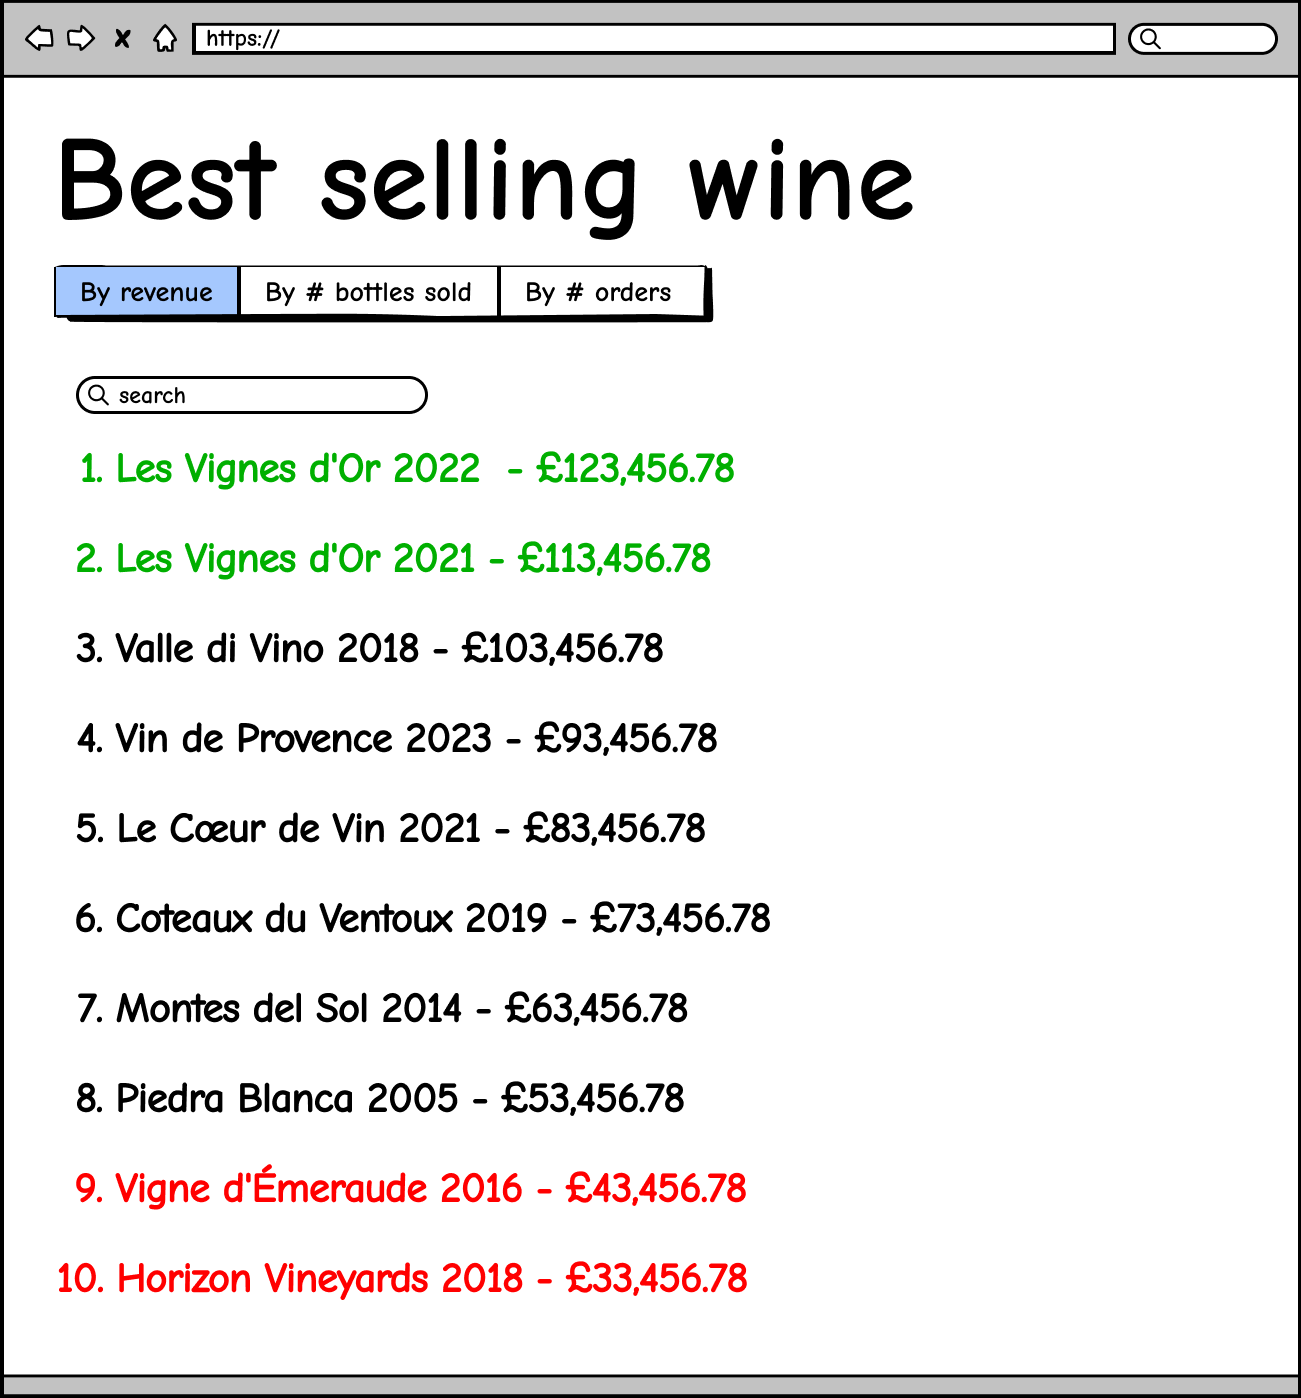 https://
Best selling wine
By revenue By # bottles sold By # orders
search
1. Les Vignes d'Or 2022 - £123,456.78
2. Les Vignes d'Or 2021 - £113,456.78
3. Valle di Vino 2018 - £103,456.78
4. Vin de Provence 2023 - £93,456.78
5. Le Cœur de Vin 2021 - £83,456.78
6. Coteaux du Ventoux 2019 - £73,456.78
7. Montes del Sol 2014 - £63,456.78
8. Piedra Blanca 2005 - £53,456.78
9. Vigne d'Émeraude 2016 - £43,456.78
10. Horizon Vineyards 2018 - £33,456.78